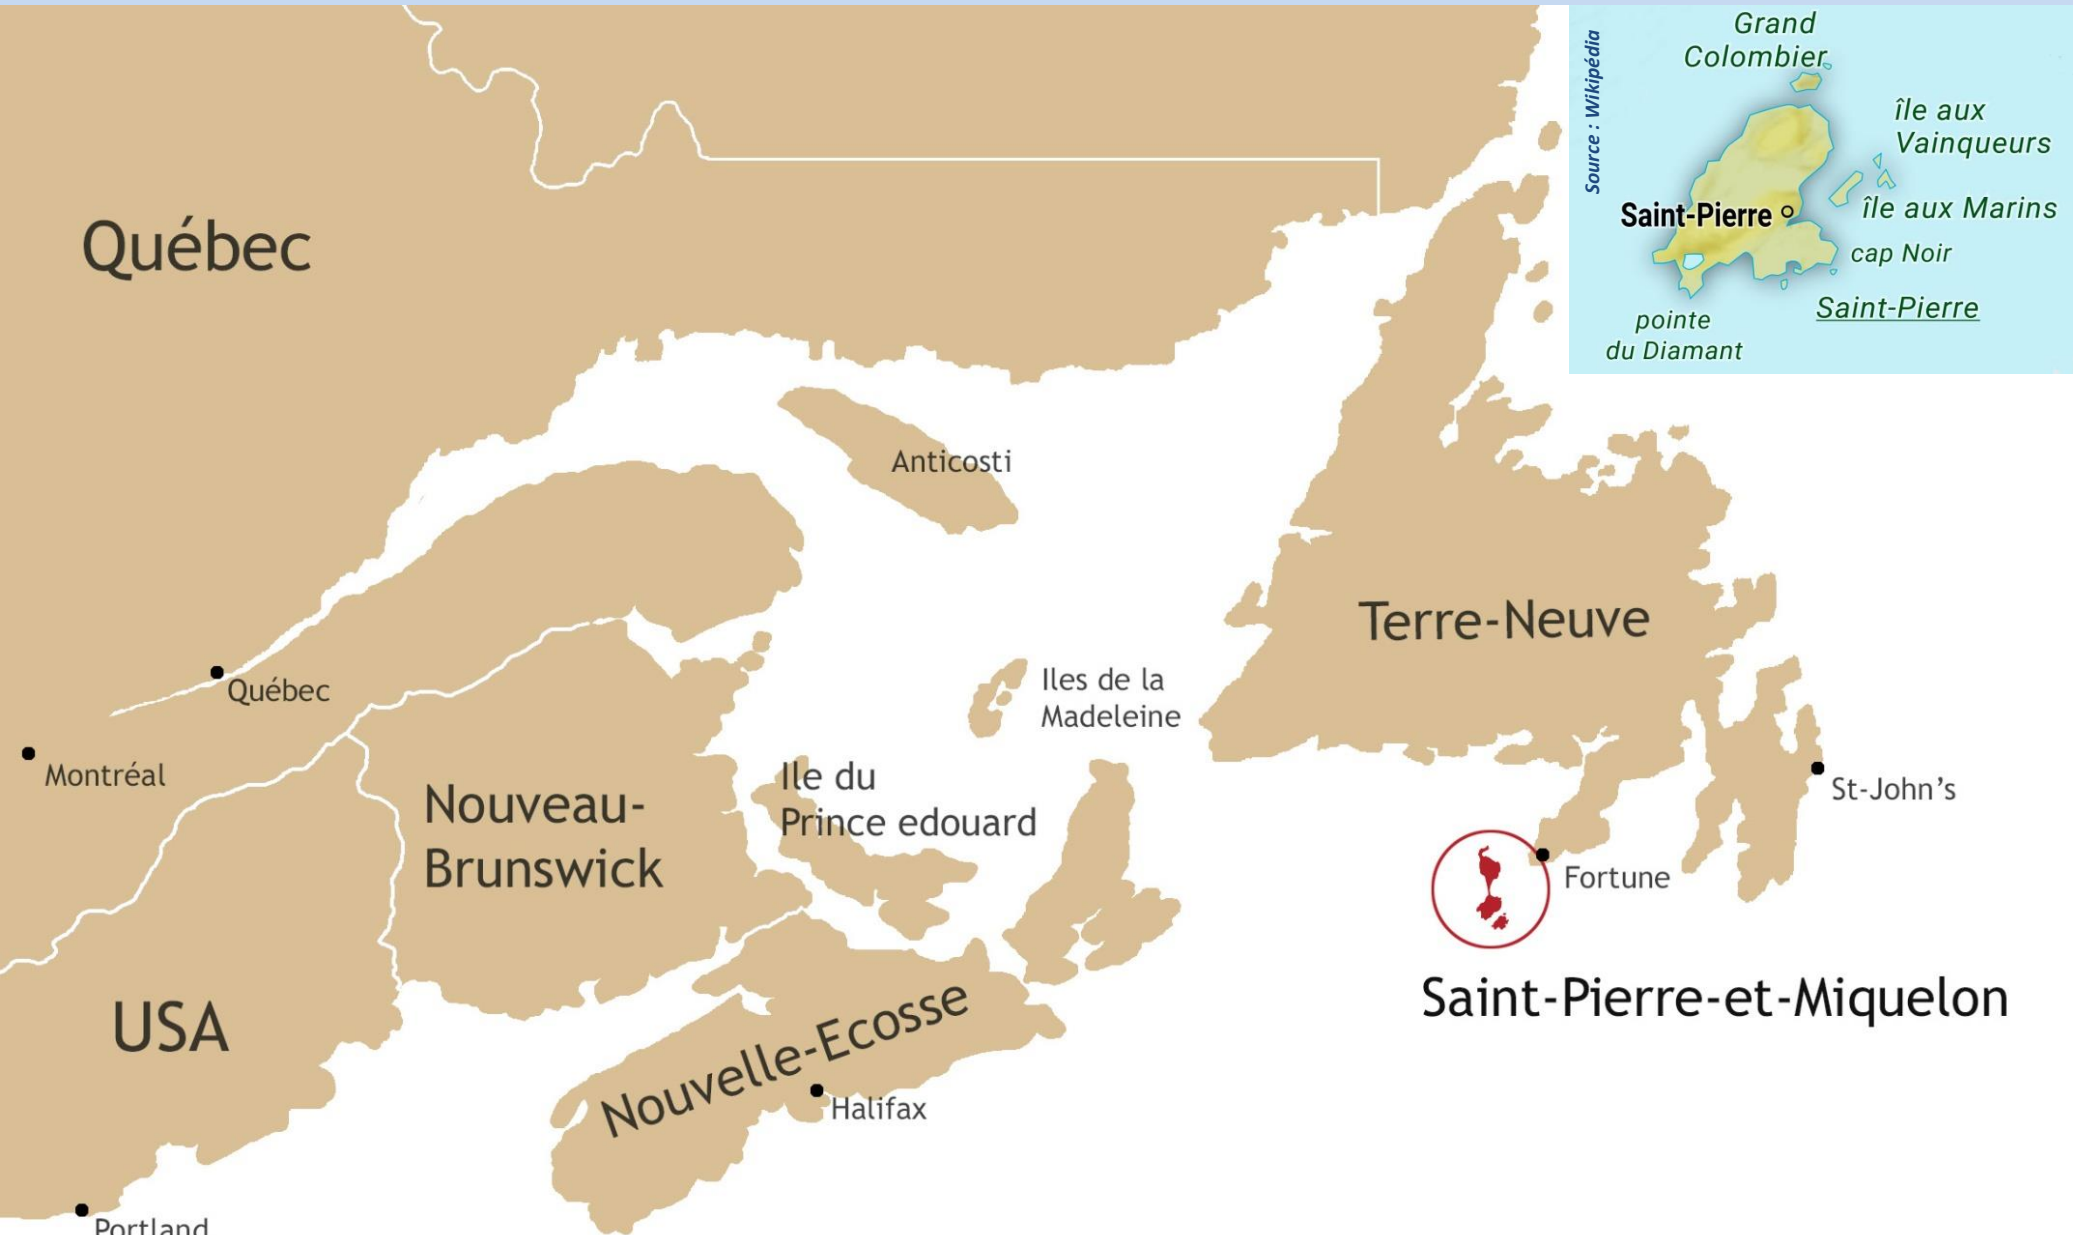 Grand
Colombier
Source : Wikipédia
île aux
Vainqueurs
Saint-Pierre
île aux Marins
cap Noir
Saint-Pierre
pointe
du Diamant
Québec
Anticosti
Terre-Neuve
Québec
Iles de la
Madeleine
Montréal
Ile du
Prince edouard
St-John’s
Nouveau-
Brunswick
Fortune
Saint-Pierre-et-Miquelon
USA
Nouvelle-Ecosse
Halifax
Portland